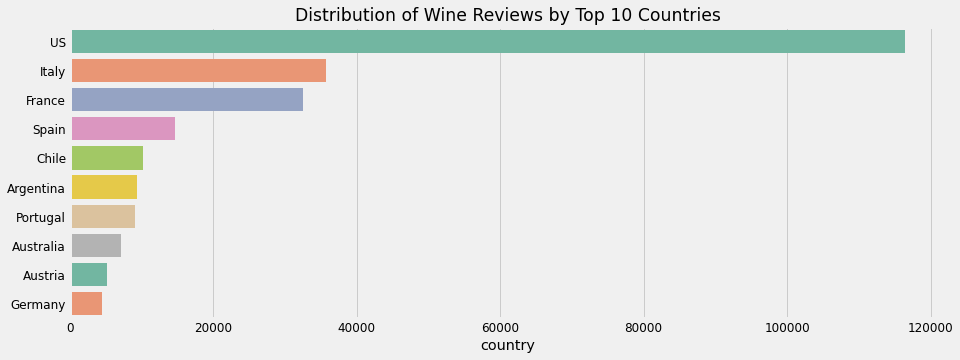 Distribution of Wine Reviews by Top 10 Countries
US
Italy
France
Spain
Chile
Argentina
Portugal
Australia
Austria
Germany
0 20000 40000 60000 80000 100000 120000
country